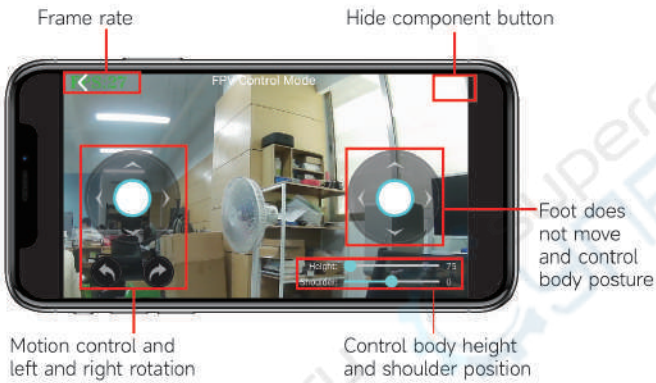 Frame rate
Hide component button
FPV Control Mode
Foot does
not move
and control
body posture
Height: 75
Shoulder: 0
Motion control and
left and right rotation
Control body height
and shoulder position